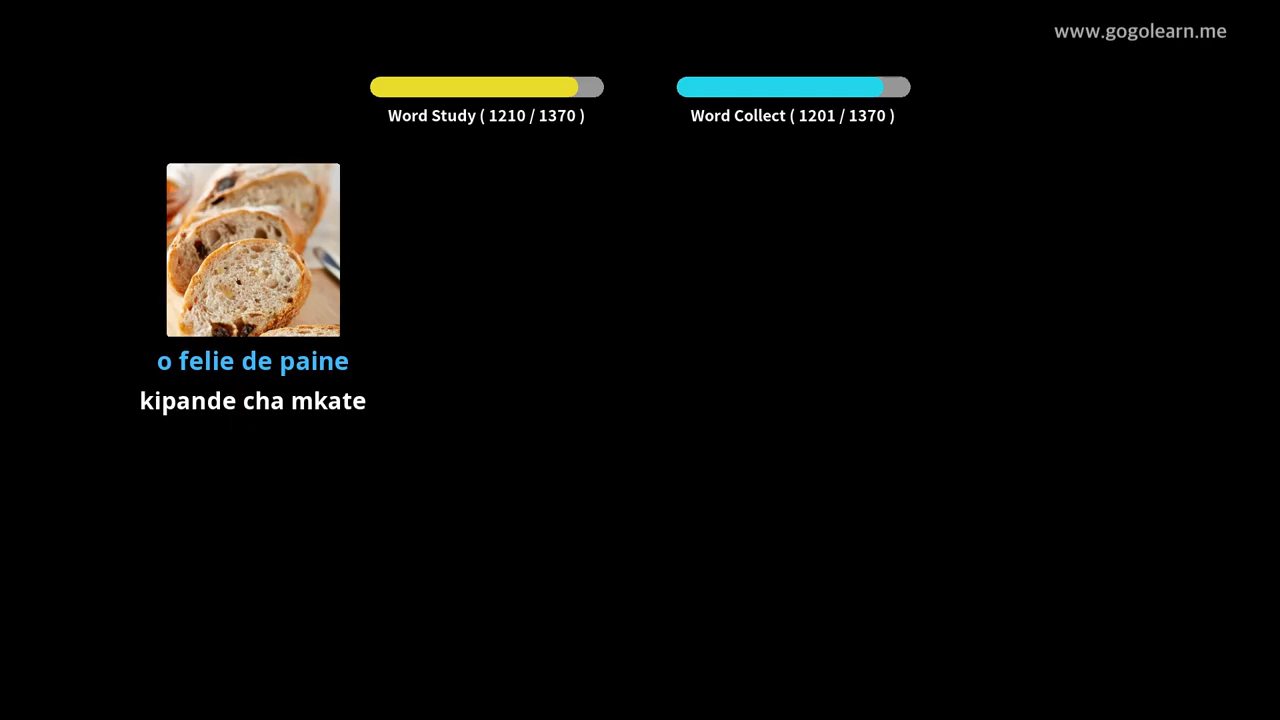 www.gogolearn.me
Word Study ( 1210 / 1370 )
Word Collect ( 1201 / 1370 )
o felie de paine
kipande cha mkate